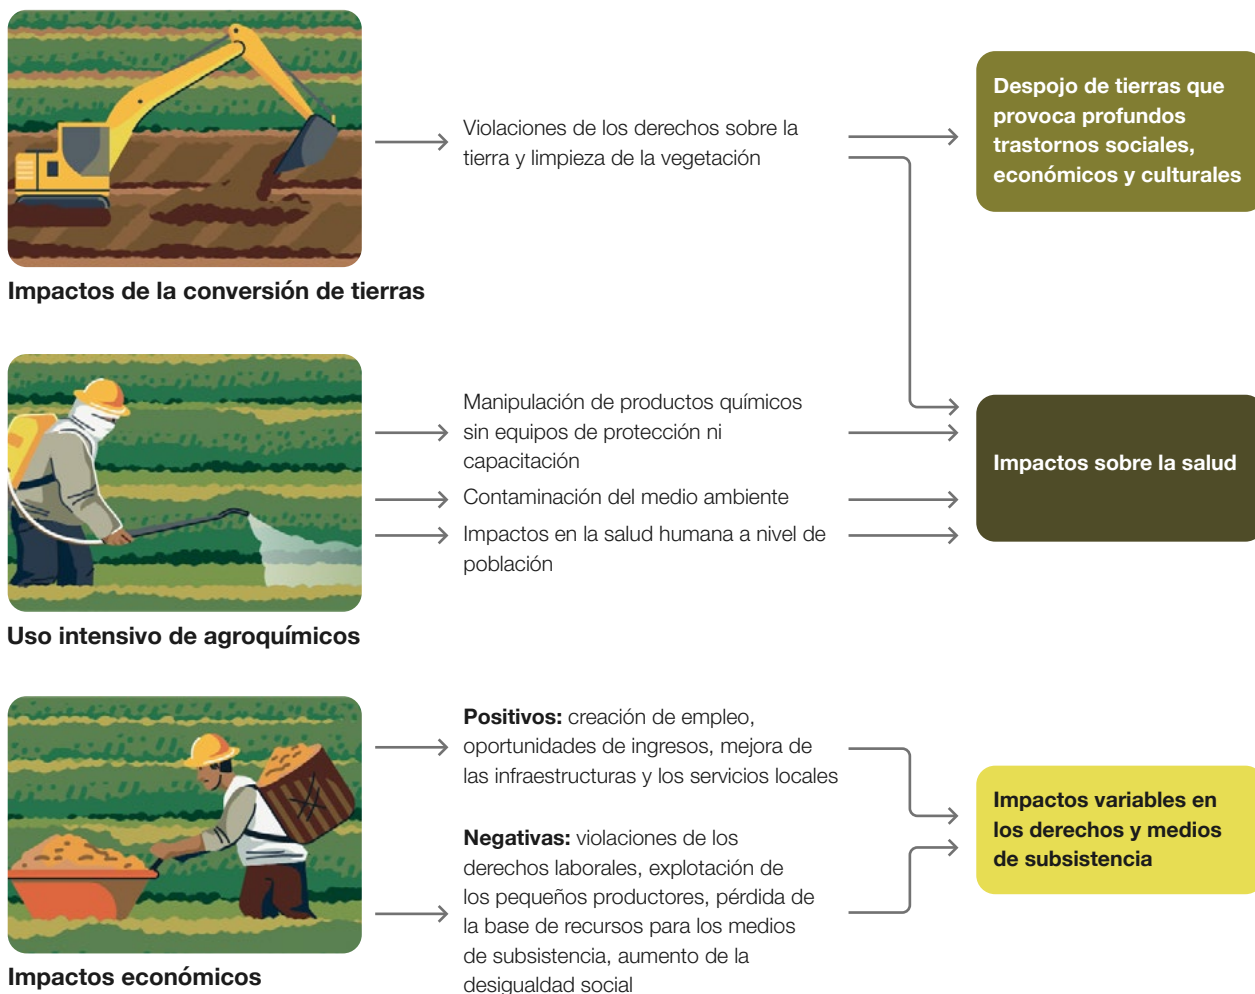 Violaciones de los derechos sobre la
tierra y limpieza de la vegetación
Despojo de tierras que
provoca profundos
trastornos sociales,
económicos y culturales
Impactos de la conversión de tierras
Manipulación de productos químicos
sin equipos de protección ni
capacitación
Contaminación del medio ambiente
Impactos en la salud humana a nivel de
población
Impactos sobre la salud
Uso intensivo de agroquímicos
Positivos: creación de empleo,
oportunidades de ingresos, mejora de
las infraestructuras y los servicios locales
Negativas: violaciones de los
derechos laborales, explotación de
los pequeños productores, pérdida de
la base de recursos para los medios
de subsistencia, aumento de la
desigualdad social
Impactos variables en
los derechos y medios
de subsistencia
Impactos económicos